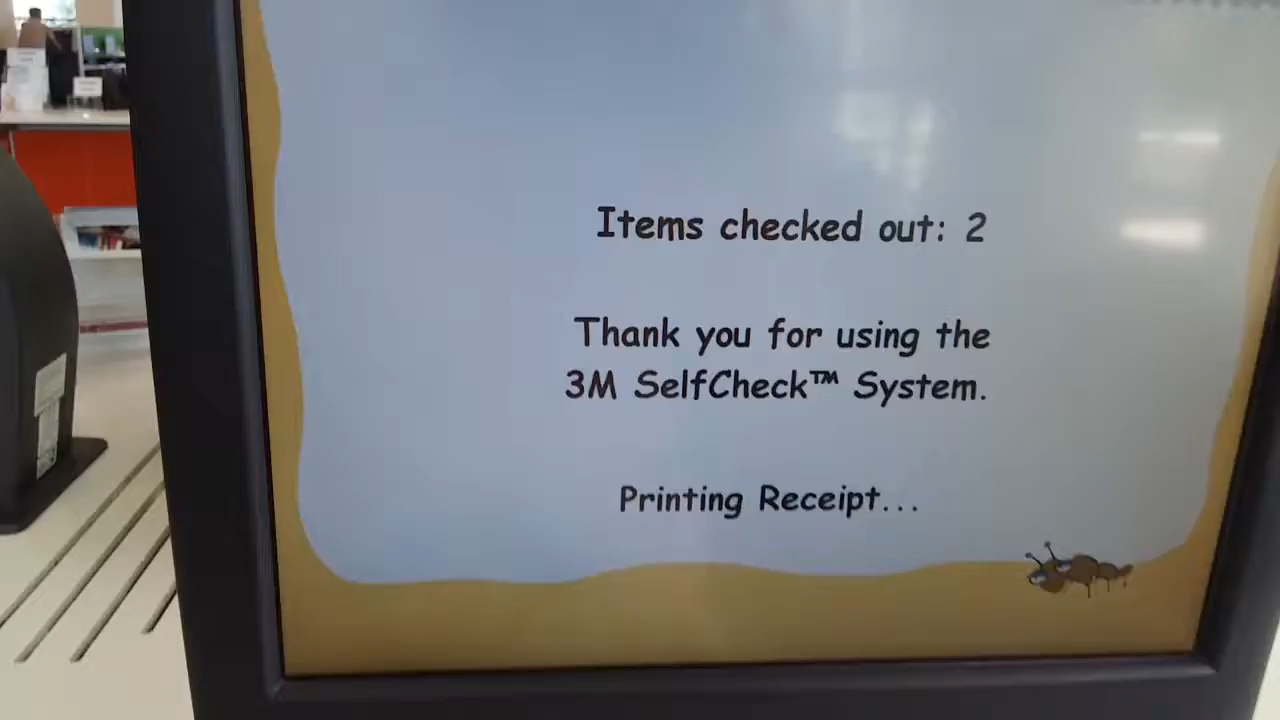 Items checked out: 2
Thank you for using the
3M SelfCheck™ System.
Printing Receipt...